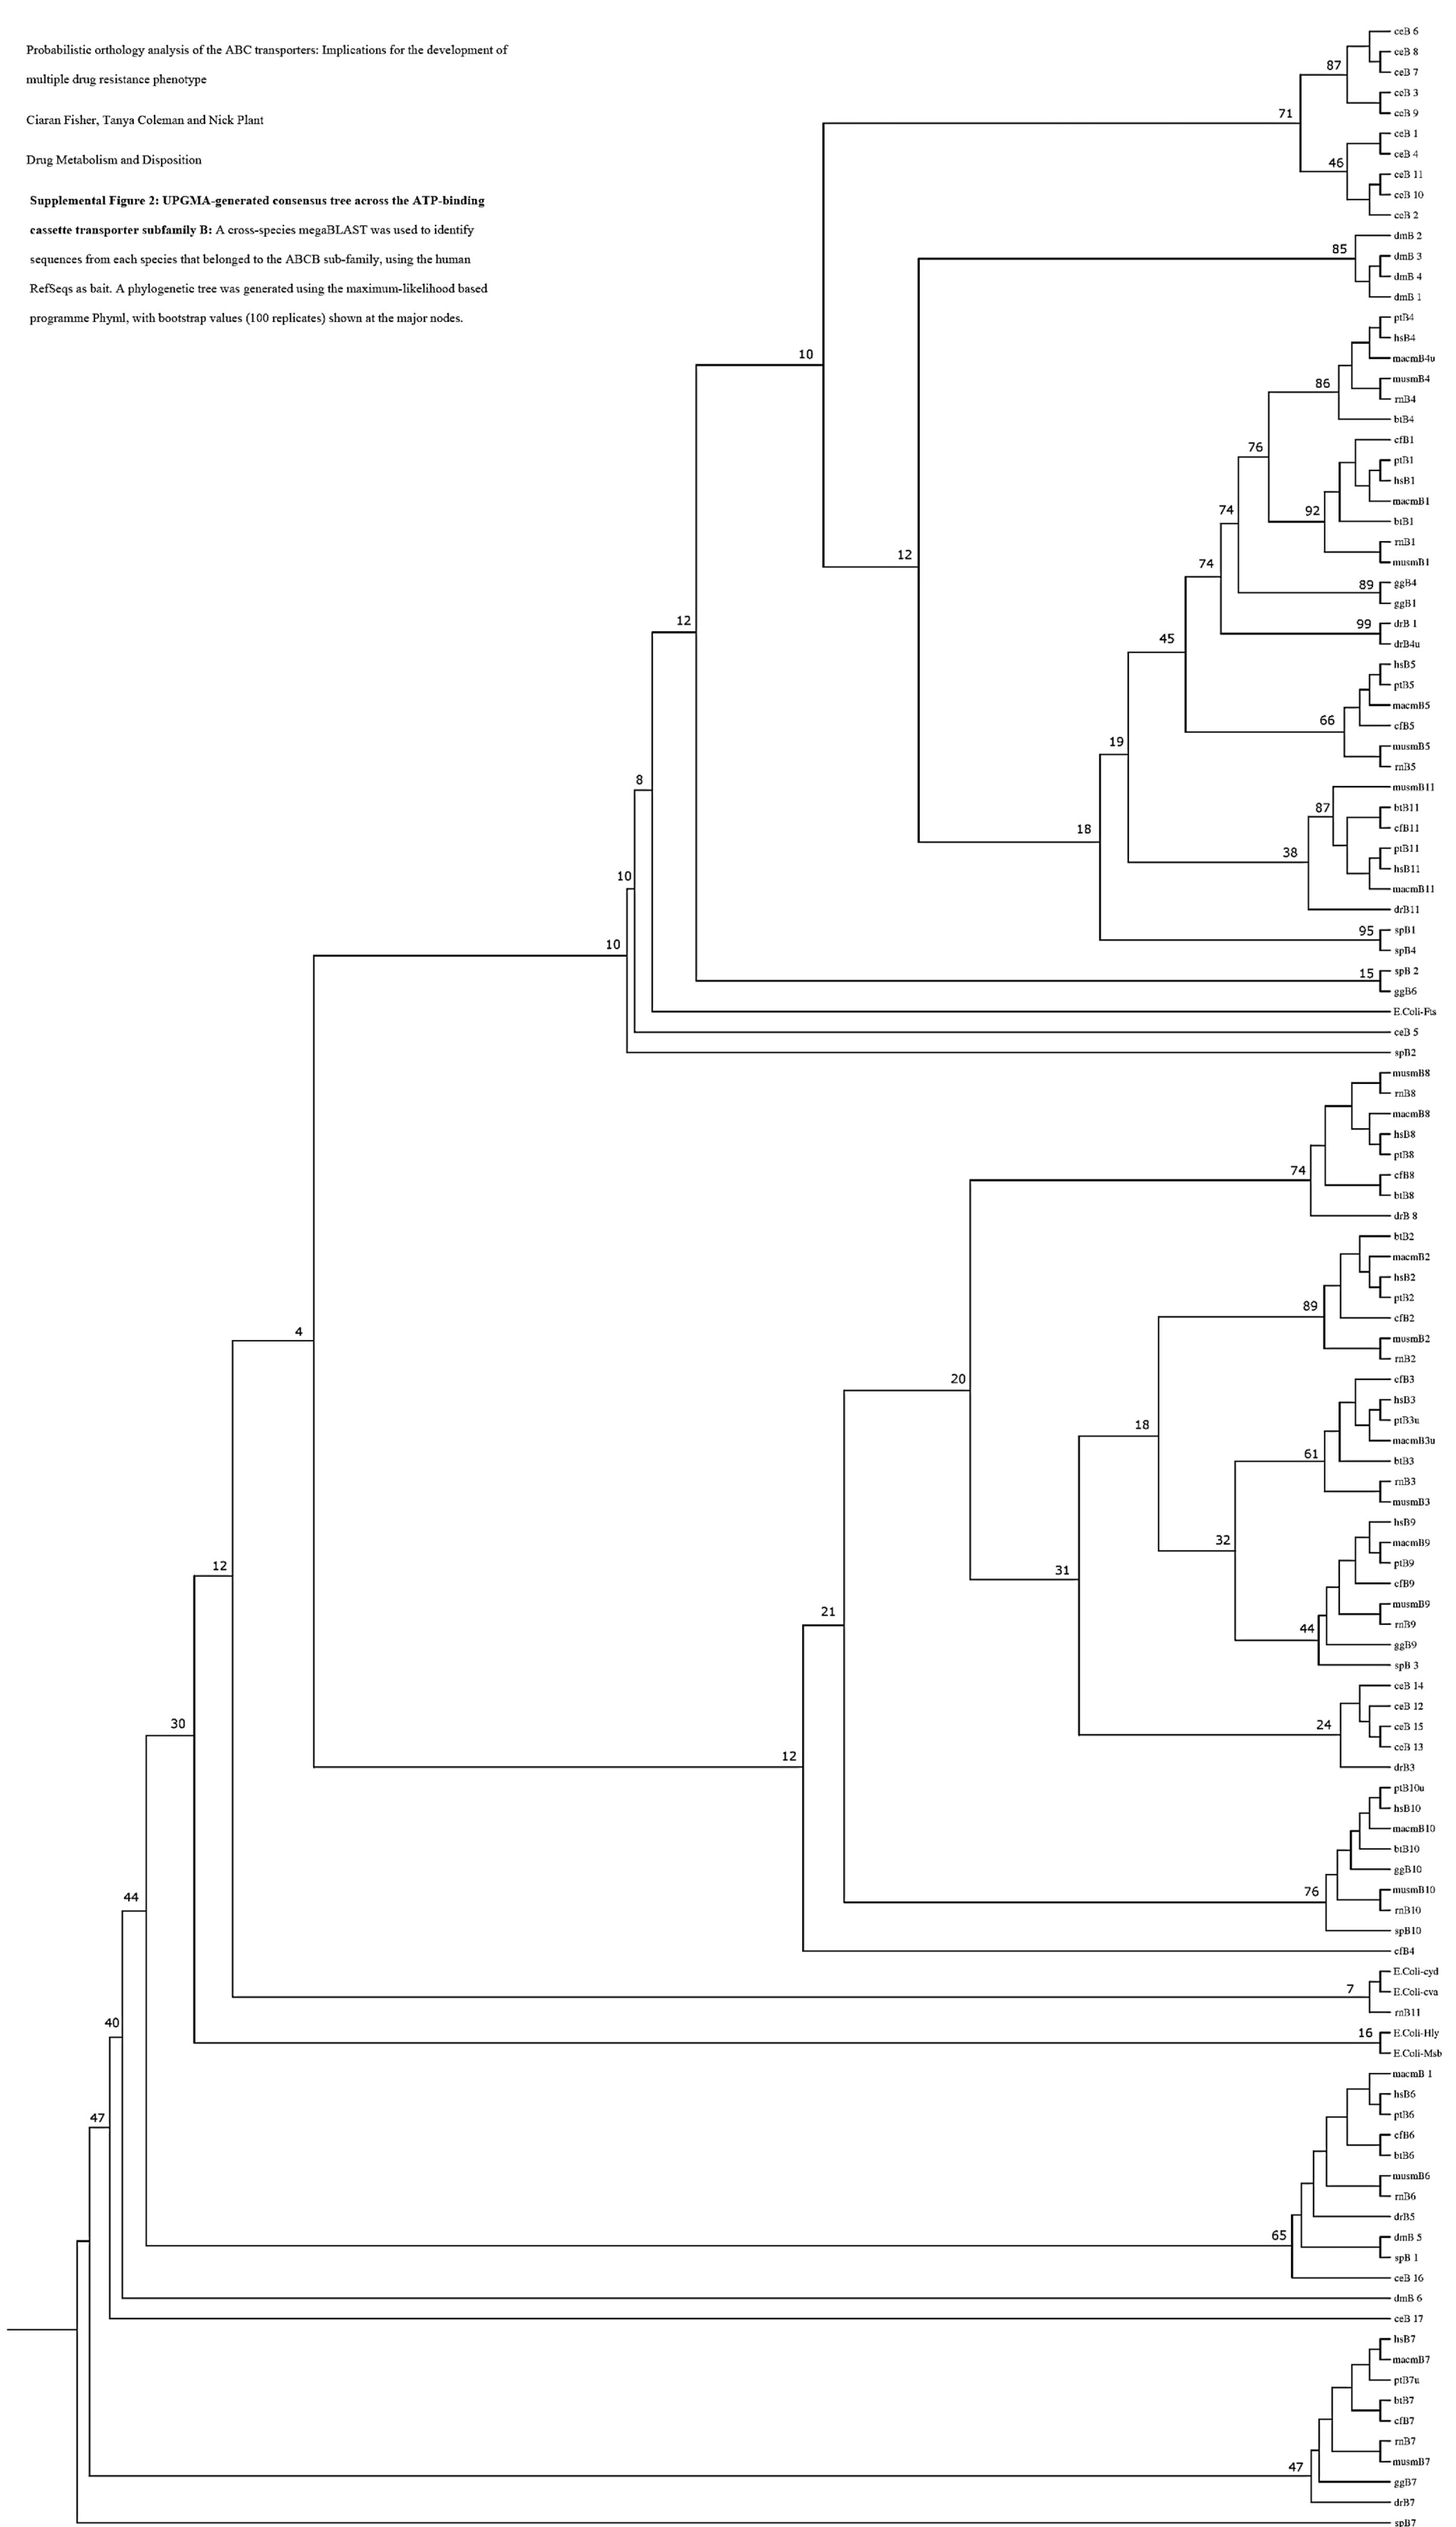 Probabilistic orthology analysis of the ABC transporters: Implications for the development of
multiple drug resistance phenotype
Ciaran Fisher, Tanya Coleman and Nick Plant
Drug Metabolism and Disposition
Supplemental Figure 2: UPGMA-generated consensus tree across the ATP-binding
cassette transporter subfamily B: A cross-species megaBLAST was used to identify
sequences from each species that belonged to the ABCB sub-family, using the human
RefSeqs as bait. A phylogenetic tree was generated using the maximum-likelihood based
programme Phyml, with bootstrap values (100 replicates) shown at the major nodes.
ceB 6
ceB 8
87
ceB 7
ceB 3
ceB 9
71
ceB 1
ceB 4
46
ceB 11
ceB 10
ceB 2
dmB 2
85
dmB 3
dmB 4
dmB 1
ptB4
hsB4
10
macmB4u
musmB4
86
rnB4
btB4
cfB1
76
ptB1
hsB1
macmB1
74
92
btB1
rnB1
12
musmB1
74
ggB4
89
ggB1
12
drB 1
99
drB4u
45
hsB5
ptB5
macmB5
66
cfB5
19
musmB5
rnB5
8
musmB11
87
btB11
18
cfB11
38
ptB11
hsB11
10
macmB11
drB11
95
spB1
10
spB4
15
spB 2
ggB6
E.Coli-Fts
ceB 5
spB2
musmB8
rnB8
macmB8
hsB8
ptB8
74
cfB8
btB8
drB 8
btB2
macmB2
hsB2
89
ptB2
cfB2
4
musmB2
rnB2
20
cfB3
hsB3
18
ptB3u
macmB3u
61
btB3
rnB3
musmB3
hsB9
32
macmB9
12
ptB9
31
cfB9
21
musmB9
rnB9
44
ggB9
spB 3
ceB 14
ceB 12
30
24
ceB 15
ceB 13
12
drB3
ptB10u
hsB10
macmB10
btB10
ggB10
44
76
musmB10
rnB10
spB10
cfB4
E.Coli-cyd
7
E.Coli-cva
rnB11
40
16
E.Coli-Hly
E.Coli-Msb
macmB 1
hsB6
47
ptB6
cfB6
btB6
musmB6
rnB6
drB5
65
dmB 5
spB 1
ceB 16
dmB 6
ceB 17
hsB7
macmB7
ptB7u
btB7
cfB7
rnB7
musmB7
47
ggB7
drB7
spB7